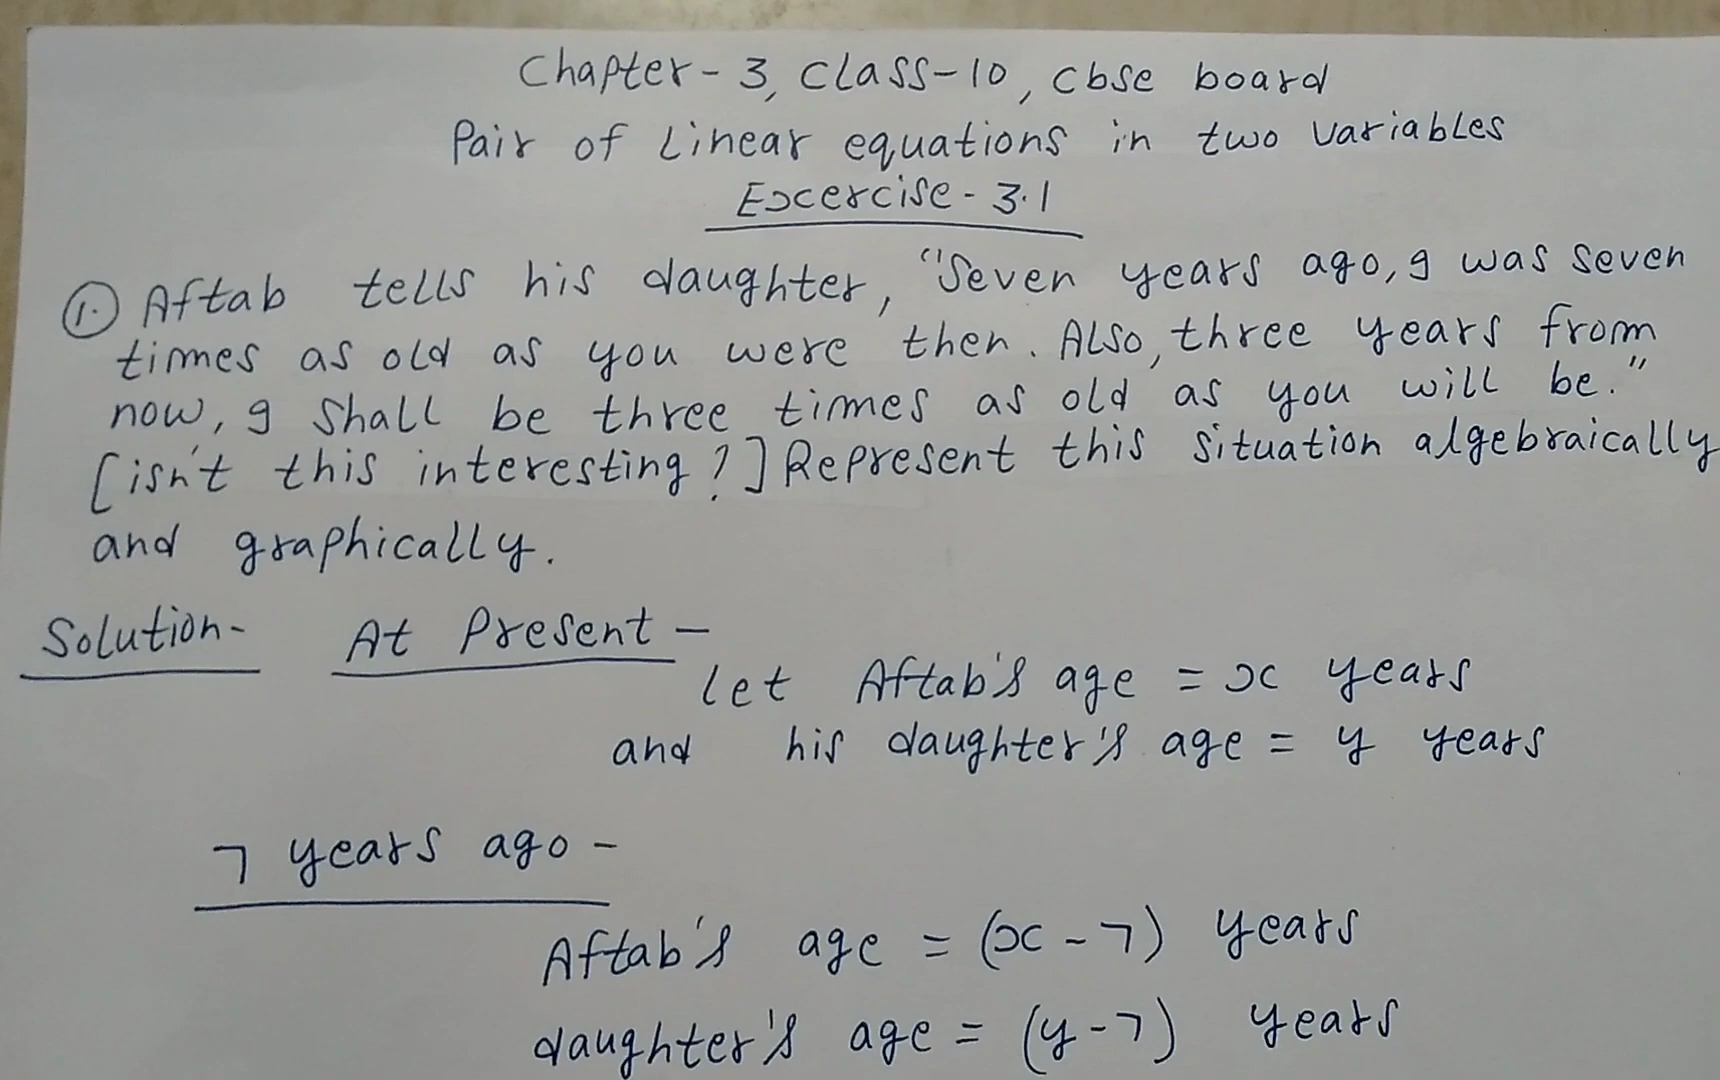 Chapter-3, Class-10, Cbse board
Pair of Linear equations in two variables
Excercise-3.1
1. Aftab tells his daughter, "Seven years ago, I was seven
times as old as you were then. Also, three years from
now, I shall be three times as old as you will be."
[isn't this interesting?] Represent this situation algebraically
and graphically.
Solution- At Present-
let Aftab's age = x years
and his daughter's age = y years
7 years ago-
Aftab's age = (x-7) years
daughter's age = (y-7) years